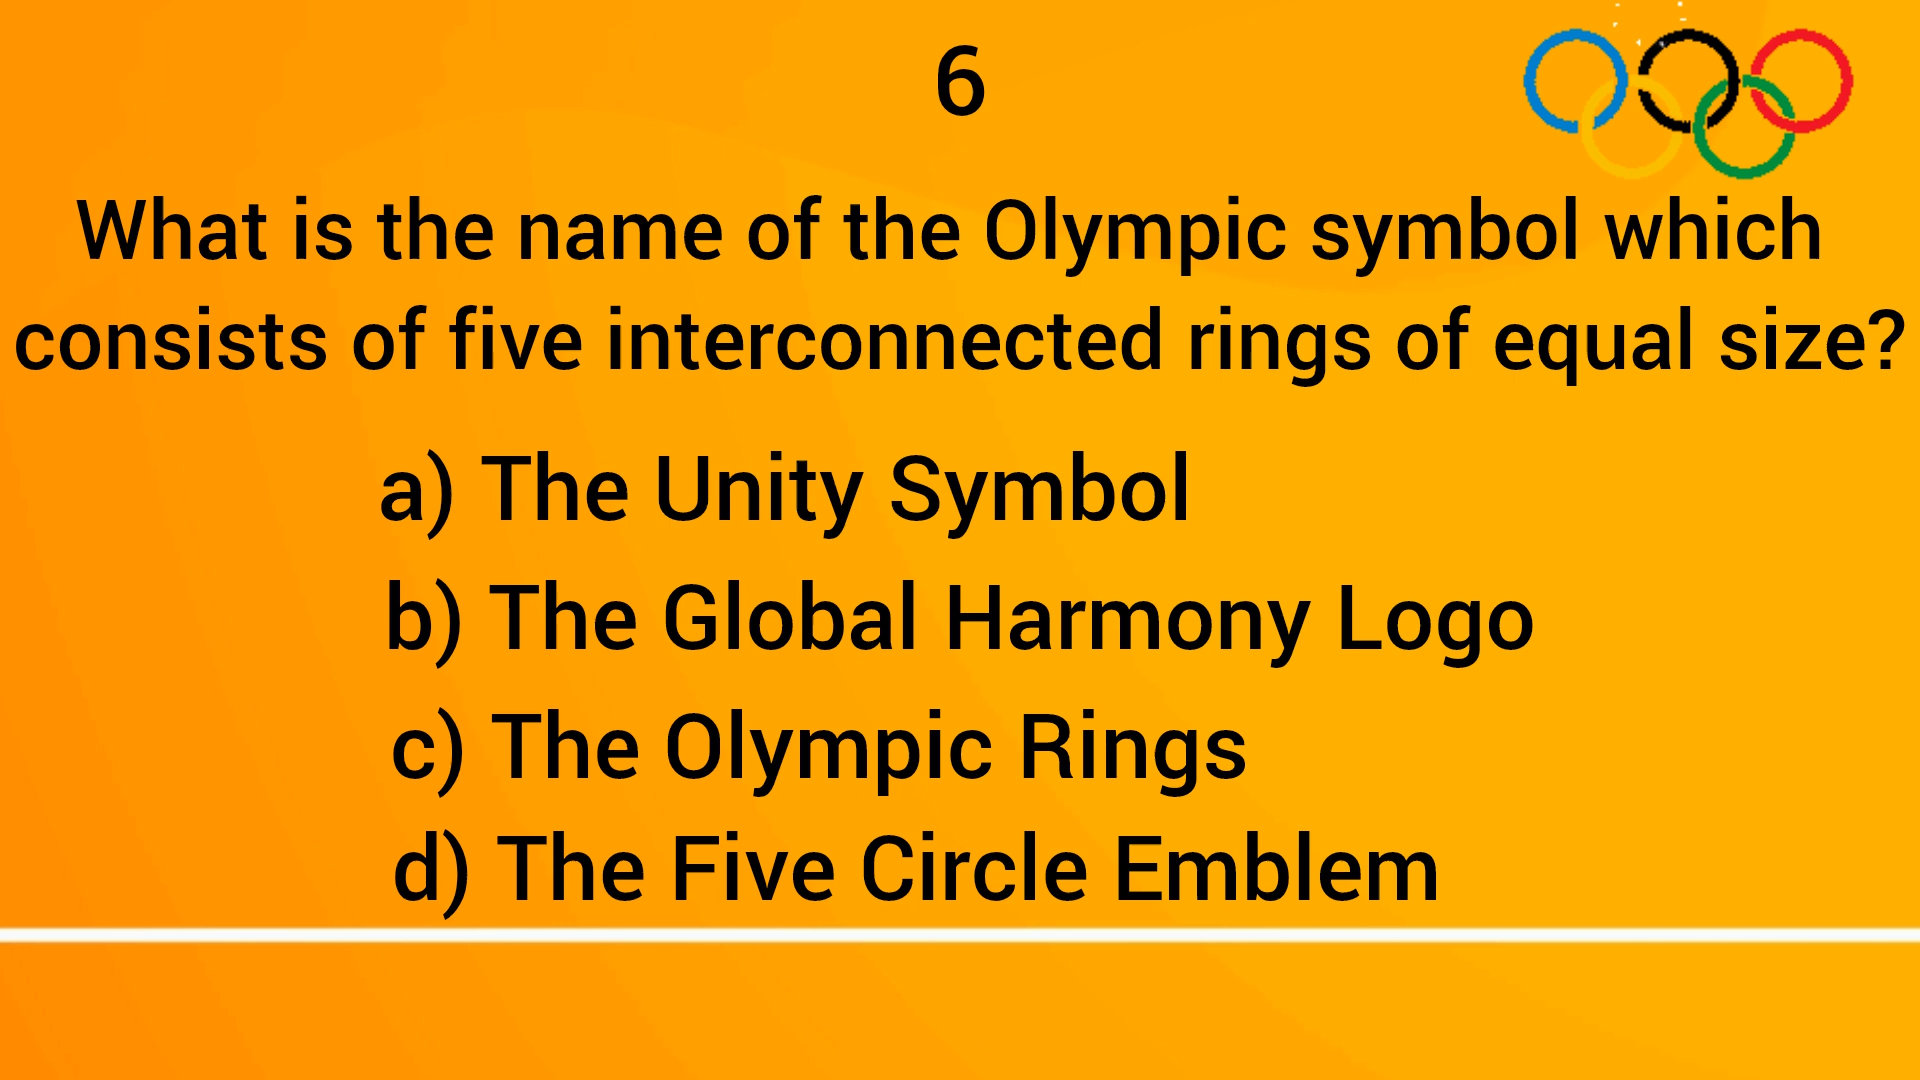 6
What is the name of the Olympic symbol which
consists of five interconnected rings of equal size?
a) The Unity Symbol
b) The Global Harmony Logo
c) The Olympic Rings
d) The Five Circle Emblem